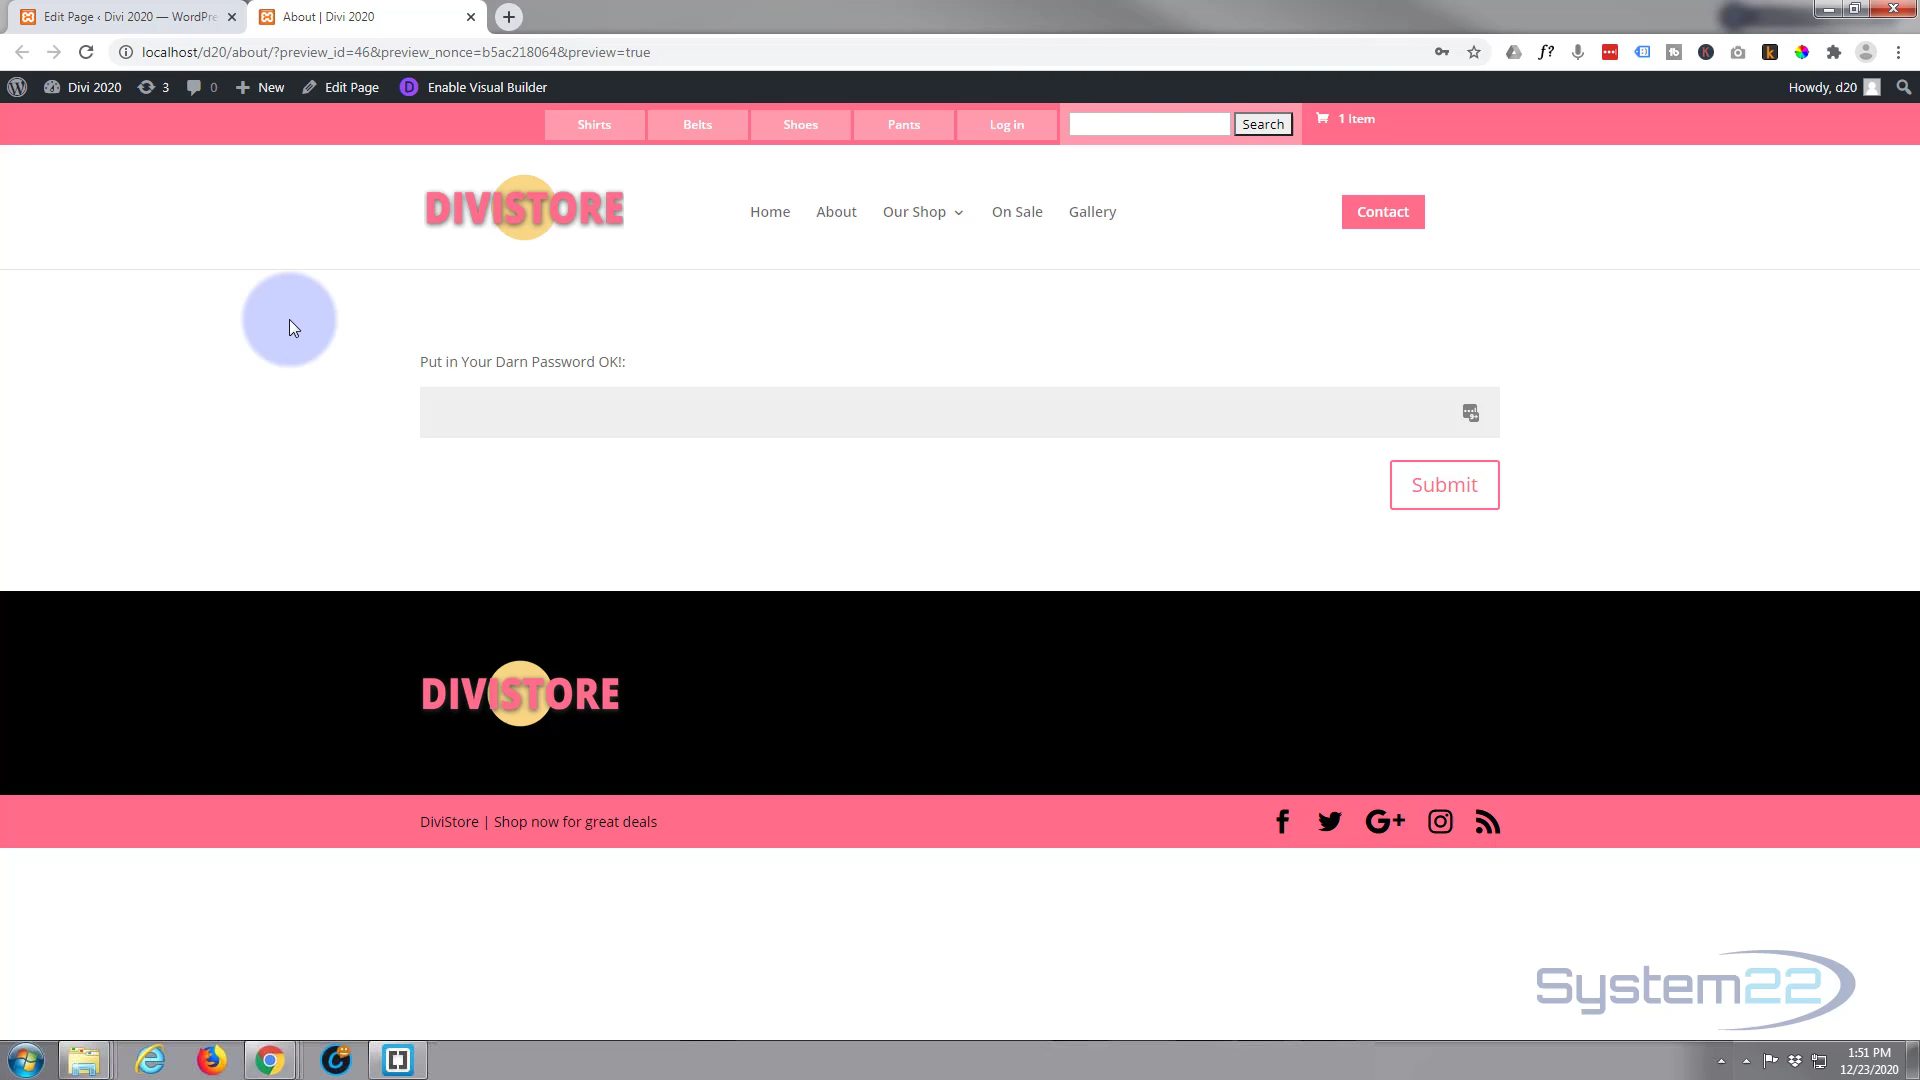 Edit Page ‹ Divi 2020 — WordPre
About | Divi 2020
localhost/d20/about/?preview_id=46&preview_nonce=b5ac218064&preview=true
Divi 2020 3 0 New Edit Page D Enable Visual Builder Howdy, d20
Shirts Belts Shoes Pants Log in Search 1 Item
DIVISTORE
Home About Our Shop On Sale Gallery Contact
Put in Your Darn Password OK!:
Submit
DIVISTORE
DiviStore | Shop now for great deals
System22
1:51 PM
12/23/2020